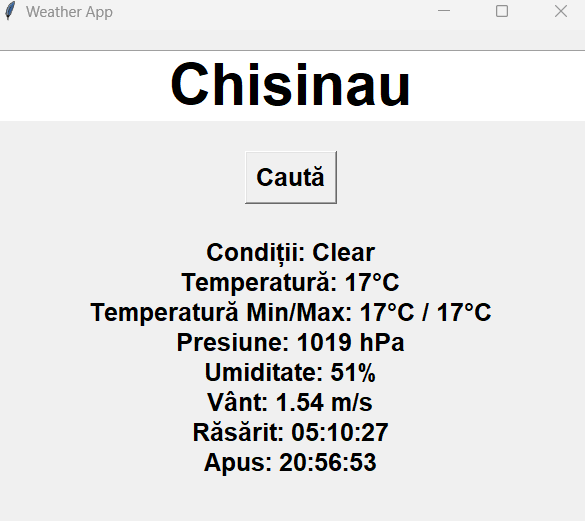 Weather App
Chisinau
Caută
Condiții: Clear
Temperatură: 17°C
Temperatură Min/Max: 17°C / 17°C
Presiune: 1019 hPa
Umiditate: 51%
Vânt: 1.54 m/s
Răsărit: 05:10:27
Apus: 20:56:53